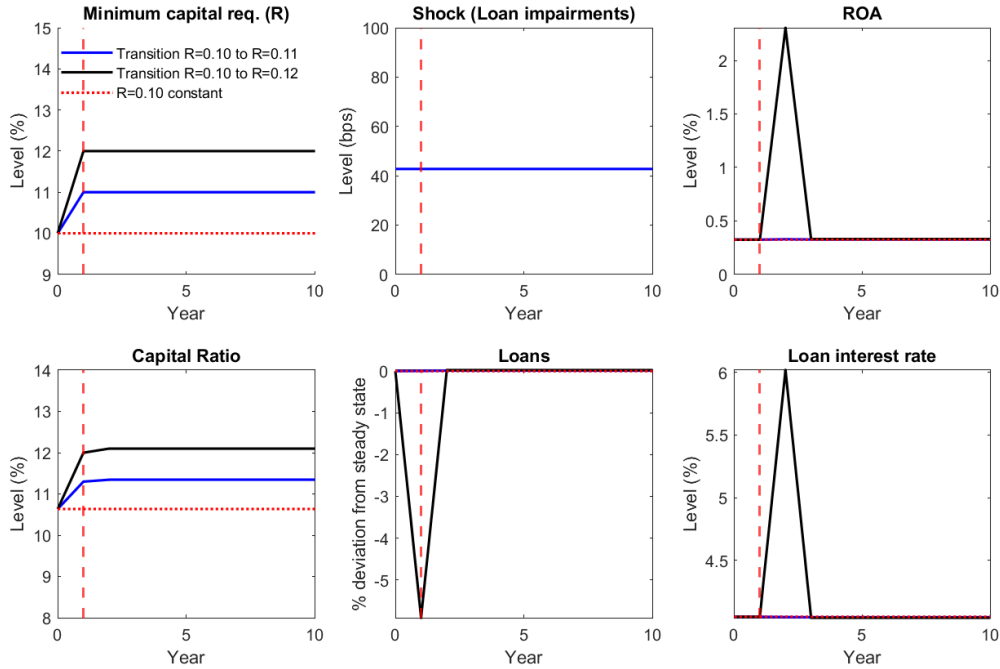 Minimum capital req. (R)
15
14
13
12
11
10
9
Level (%)
Transition R=0.10 to R=0.11
Transition R=0.10 to R=0.12
R=0.10 constant
0
5
10
Year
Shock (Loan impairments)
100
80
60
40
20
0
Level (bps)
0
5
10
Year
ROA
2
1.5
1
0.5
0
Level (%)
0
5
10
Year
Capital Ratio
14
13
12
11
10
9
8
Level (%)
0
5
10
Year
Loans
0
-1
-2
-3
-4
-5
% deviation from steady state
0
5
10
Year
Loan interest rate
6
5.5
5
4.5
Level (%)
0
5
10
Year